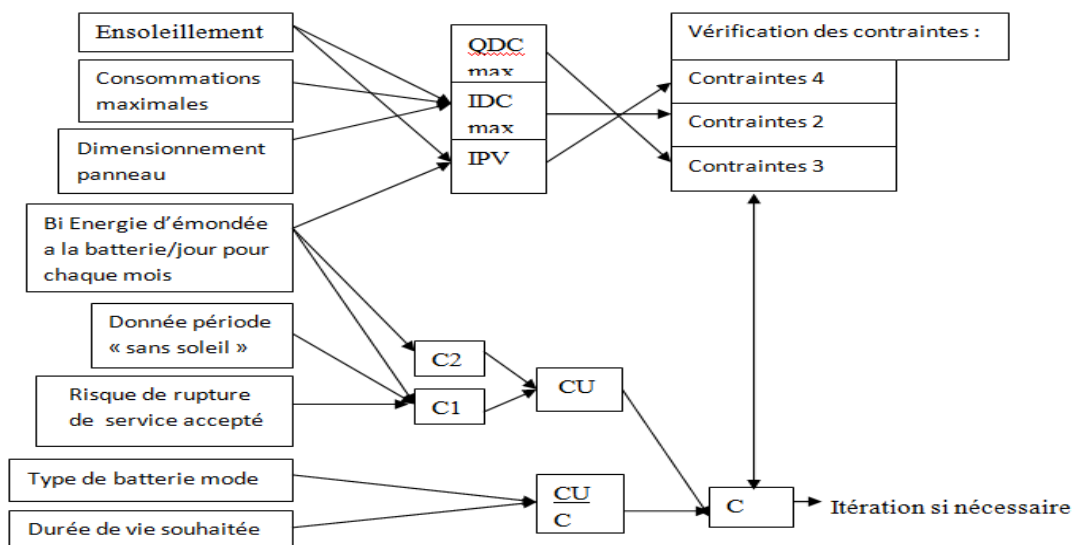 Ensoleillement
Consommations
maximales
Dimensionnement
panneau
Bi Energie d'émondée
a la batterie/jour pour
chaque mois
Donnée période
« sans soleil »
Risque de rupture
de service accepté
Type de batterie mode
Durée de vie souhaitée
QDC
max
IDC
max
IPV
C2
C1
CU
CU
C
C
Vérification des contraintes :
Contraintes 4
Contraintes 2
Contraintes 3
Itération si nécessaire